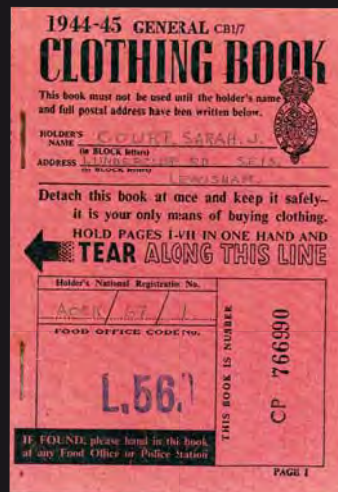 1944-45 GENERAL CB1/7
CLOTHING BOOK
This book must not be used until the holder's name
and full postal address have been written below.
HOLDER'S
NAME COURT, SARAH. J.
(in BLOCK letters)
ADDRESS RD. S.E.13.
(in BLOCK letters)
LEWISHAM.
Detach this book at once and keep it safely—
it is your only means of buying clothing.
HOLD PAGES I-VII IN ONE HAND AND
TEAR ALONG THIS LINE
Holder's National Registration No.
/ 67 / 1
FOOD OFFICE CODE No.
L.56.
THIS BOOK IS NUMBER
CP 766990
IF FOUND, please hand in this book
at any Food Office or Police Station
PAGE I